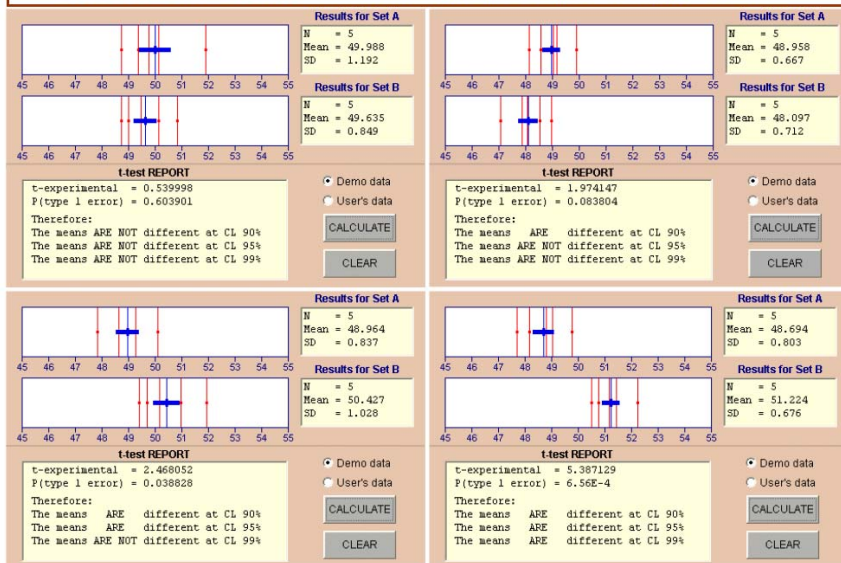 Results for Set A
N = 5
Mean = 49.988
SD = 1.192
45 46 47 48 49 50 51 52 53 54 55
Results for Set B
N = 5
Mean = 49.635
SD = 0.849
45 46 47 48 49 50 51 52 53 54 55
t-test REPORT
t-experimental = 0.539998
P(type 1 error) = 0.603901
Therefore:
The means ARE NOT different at CL 90%
The means ARE NOT different at CL 95%
The means ARE NOT different at CL 99%
Demo data
User's data
CALCULATE
CLEAR
Results for Set A
N = 5
Mean = 48.958
SD = 0.667
45 46 47 48 49 50 51 52 53 54 55
Results for Set B
N = 5
Mean = 48.097
SD = 0.712
45 46 47 48 49 50 51 52 53 54 55
t-test REPORT
t-experimental = 1.974147
P(type 1 error) = 0.083804
Therefore:
The means ARE different at CL 90%
The means ARE NOT different at CL 95%
The means ARE NOT different at CL 99%
Demo data
User's data
CALCULATE
CLEAR
Results for Set A
N = 5
Mean = 48.964
SD = 0.837
45 46 47 48 49 50 51 52 53 54 55
Results for Set B
N = 5
Mean = 50.427
SD = 1.028
45 46 47 48 49 50 51 52 53 54 55
t-test REPORT
t-experimental = 2.468052
P(type 1 error) = 0.038828
Therefore:
The means ARE different at CL 90%
The means ARE different at CL 95%
The means ARE NOT different at CL 99%
Demo data
User's data
CALCULATE
CLEAR
Results for Set A
N = 5
Mean = 48.694
SD = 0.803
45 46 47 48 49 50 51 52 53 54 55
Results for Set B
N = 5
Mean = 51.224
SD = 0.676
45 46 47 48 49 50 51 52 53 54 55
t-test REPORT
t-experimental = 5.387129
P(type 1 error) = 6.56E-4
Therefore:
The means ARE different at CL 90%
The means ARE different at CL 95%
The means ARE different at CL 99%
Demo data
User's data
CALCULATE
CLEAR